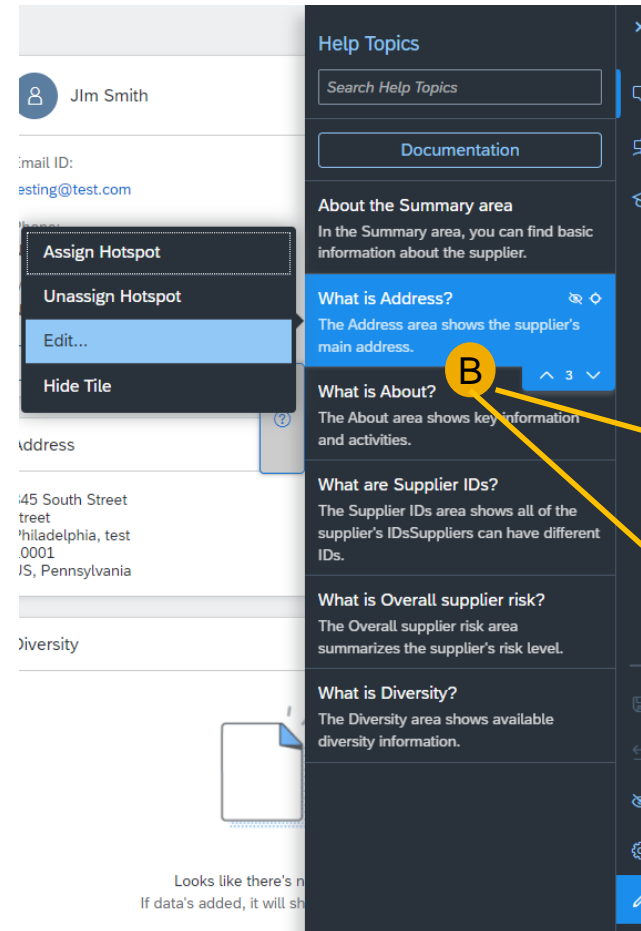 JIm Smith
Email ID:
esting@test.com
Phone:
Assign Hotspot
Unassign Hotspot
Edit...
Hide Tile
Address
345 South Street
treet
Philadelphia, test
10001
US, Pennsylvania
Diversity
Looks like there's n
If data's added, it will sh
Help Topics
Search Help Topics
Documentation
About the Summary area
In the Summary area, you can find basic
information about the supplier.
What is Address?
The Address area shows the supplier's
main address.
3
B
What is About?
The About area shows key information
and activities.
What are Supplier IDs?
The Supplier IDs area shows all of the
supplier's IDsSuppliers can have different
IDs.
What is Overall supplier risk?
The Overall supplier risk area
summarizes the supplier's risk level.
What is Diversity?
The Diversity area shows available
diversity information.